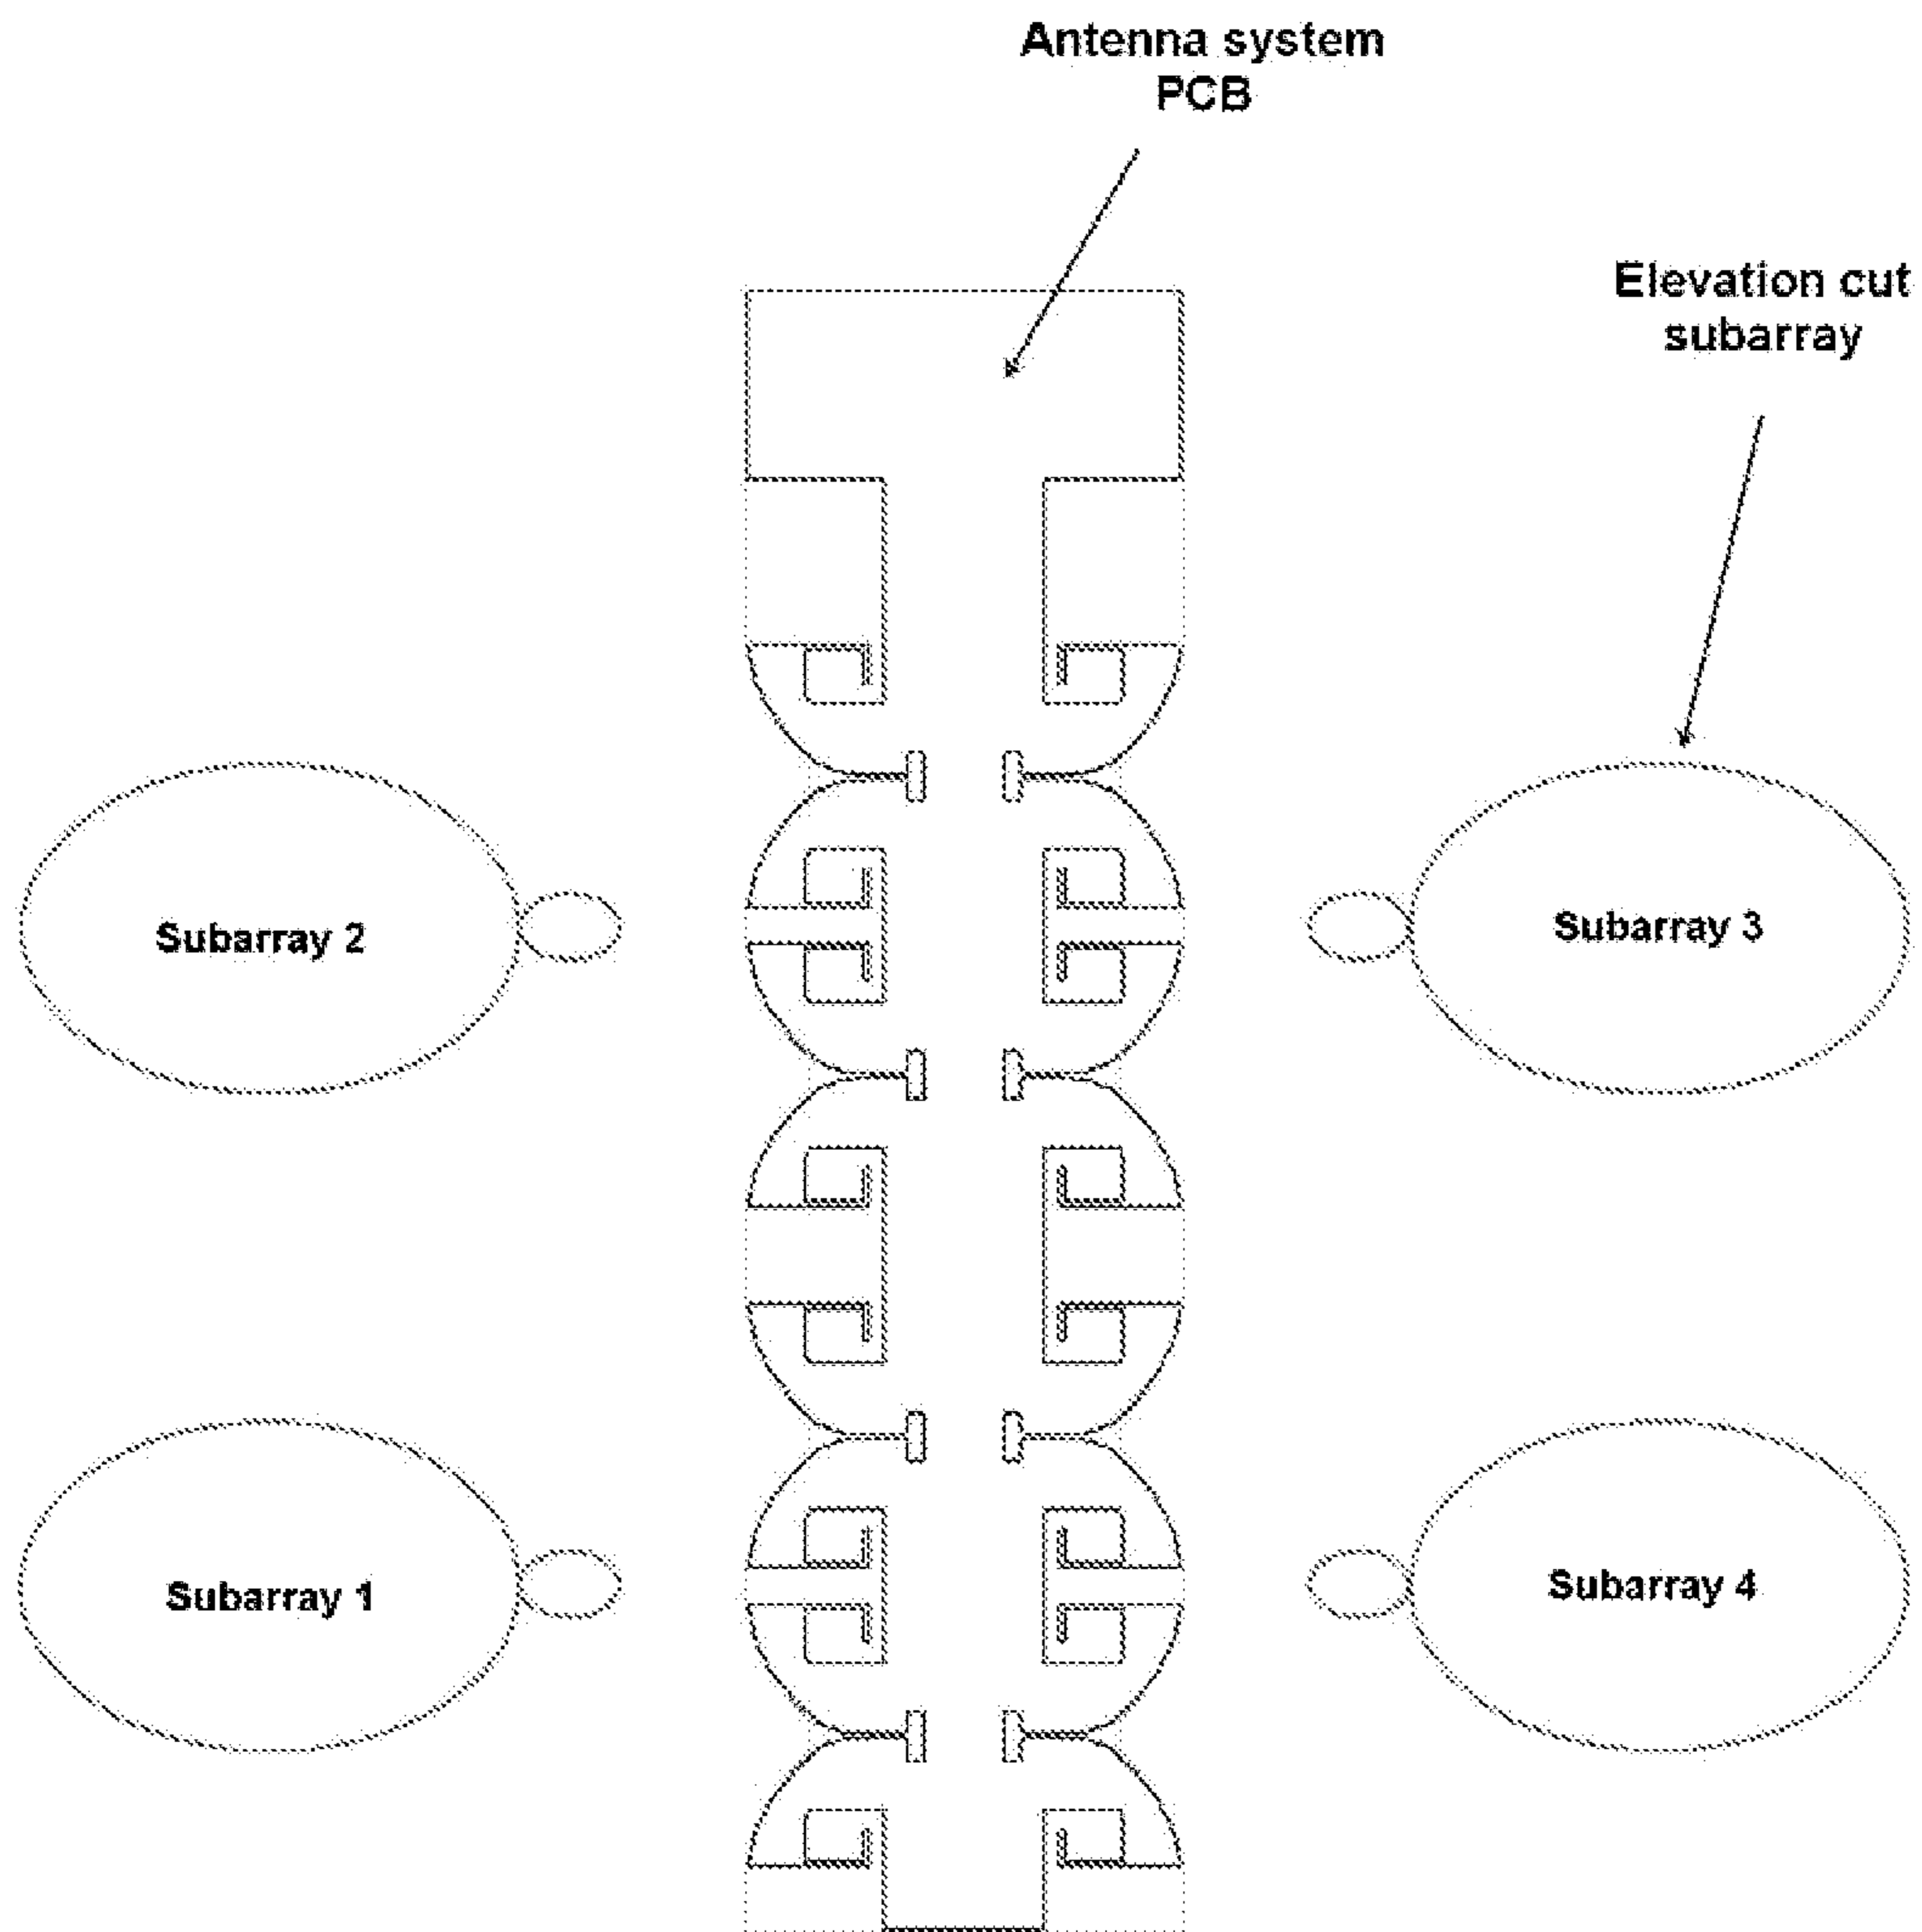 Antenna system
PCB
Elevation cut
subarray
Subarray 2
Subarray 3
Subarray 1
Subarray 4